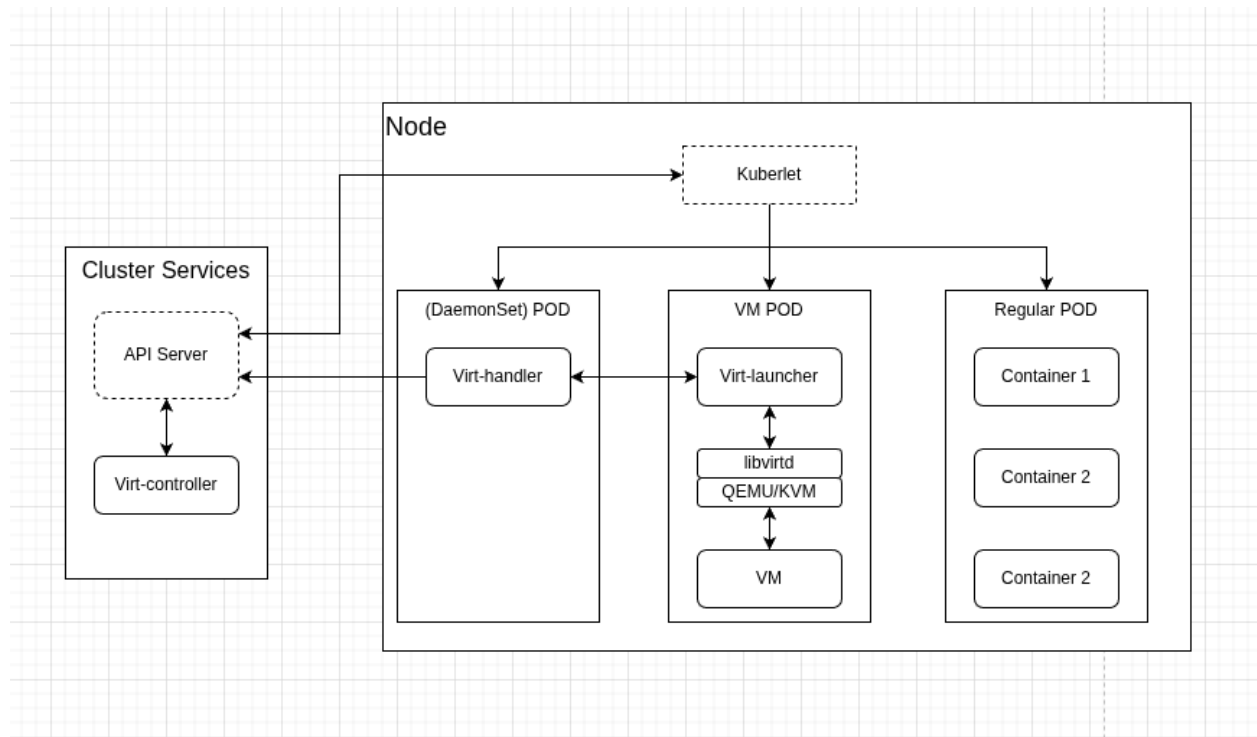 Node
Kuberlet
Cluster Services
API Server
Virt-controller
(DaemonSet) POD
Virt-handler
VM POD
Virt-launcher
libvirtd
QEMU/KVM
VM
Regular POD
Container 1
Container 2
Container 2